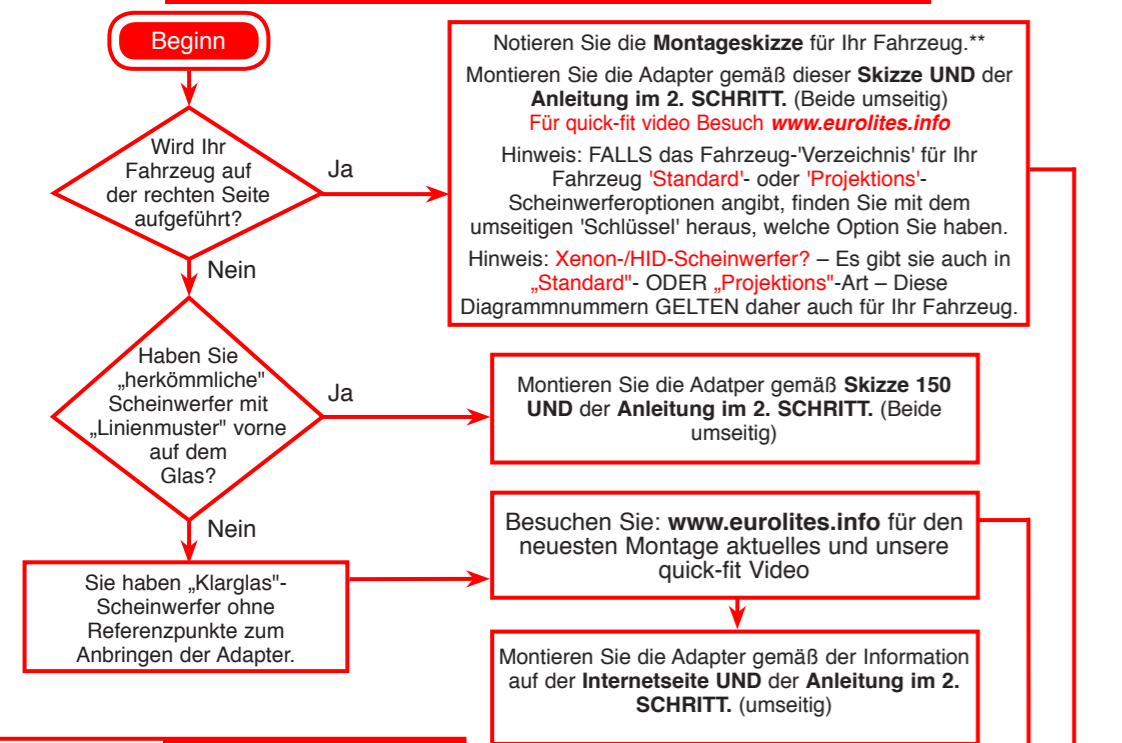 Beginn
Wird Ihr
Fahrzeug auf
der rechten Seite
aufgeführt?
Ja
Notieren Sie die Montageskizze für Ihr Fahrzeug.**
Montieren Sie die Adapter gemäß dieser Skizze UND der
Anleitung im 2. SCHRITT. (Beide umseitig)
Für quick-fit video Besuch www.eurolites.info
Hinweis: FALLS das Fahrzeug-'Verzeichnis' für Ihr
Fahrzeug 'Standard'- oder 'Projektions'-
Scheinwerferoptionen angibt, finden Sie mit dem
umseitigen 'Schlüssel' heraus, welche Option Sie haben.
Hinweis: Xenon-/HID-Scheinwerfer? – Es gibt sie auch in
„Standard"- ODER „Projektions"-Art – Diese
Diagrammnummern GELTEN daher auch für Ihr Fahrzeug.
Nein
Haben Sie
„herkömmliche"
Scheinwerfer mit
„Linienmuster" vorne
auf dem
Glas?
Ja
Montieren Sie die Adatper gemäß Skizze 150
UND der Anleitung im 2. SCHRITT. (Beide
umseitig)
Nein
Sie haben „Klarglas"-
Scheinwerfer ohne
Referenzpunkte zum
Anbringen der Adapter.
Besuchen Sie: www.eurolites.info für den
neuesten Montage aktuelles und unsere
quick-fit Video
Montieren Sie die Adapter gemäß der Information
auf der Internetseite UND der Anleitung im 2.
SCHRITT. (umseitig)